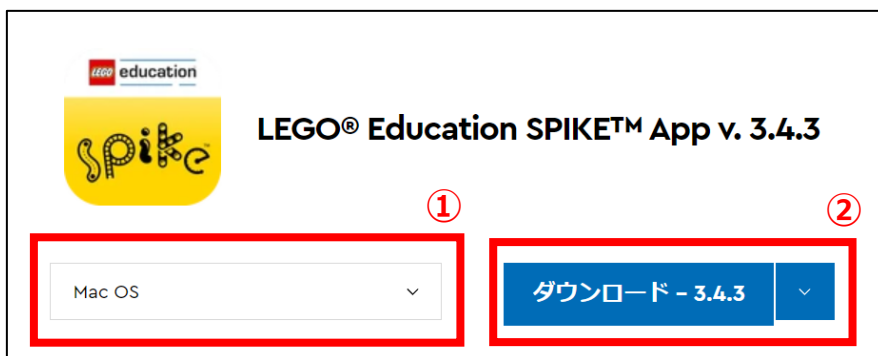 LEGO education
spike™
LEGO® Education SPIKE™ App v. 3.4.3
①
②
Mac OS
ダウンロード – 3.4.3